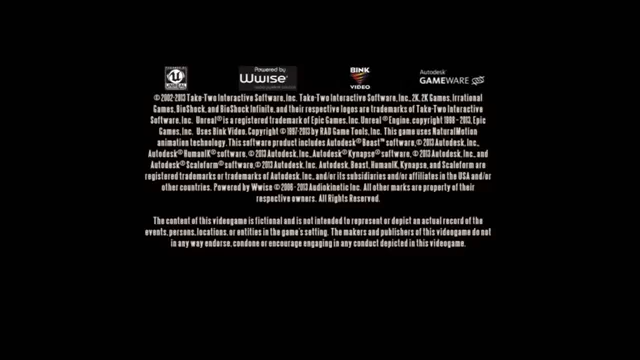 Powered by
Wwise
UNREAL
BINK
VIDEO
Autodesk
GAMEWARE
© 2002-2013 Take-Two Interactive Software, Inc. Take-Two Interactive Software, Inc., 2K, 2K Games, Irrational
Games, BioShock, and BioShock Infinite, and their respective logos are trademarks of Take-Two Interactive
Software, Inc. Unreal® is a registered trademark of Epic Games, Inc. Unreal® Engine, copyright 1998 - 2013, Epic
Games, Inc. Uses Bink Video. Copyright © 1997-2013 by RAD Game Tools, Inc. This game uses NaturalMotion
animation technology. This software product includes Autodesk® Beast™ software, © 2013 Autodesk, Inc.,
Autodesk® HumanIK® software, © 2013 Autodesk, Inc., Autodesk® Kynapse® software, © 2013 Autodesk, Inc., and
Autodesk® Scaleform® software, © 2013 Autodesk, Inc. Autodesk, Beast, HumanIK, Kynapse, and Scaleform are
registered trademarks or trademarks of Autodesk, Inc., and/or its subsidiaries and/or affiliates in the USA and/or
other countries. Powered by Wwise © 2006 - 2013 Audiokinetic Inc. All other marks are property of their
respective owners. All Rights Reserved.
The content of this videogame is fictional and is not intended to represent or depict an actual record of the
events, persons, locations, or entities in the game's setting. The makers and publishers of this videogame do not
in any way endorse, condone or encourage engaging in any conduct depicted in this videogame.